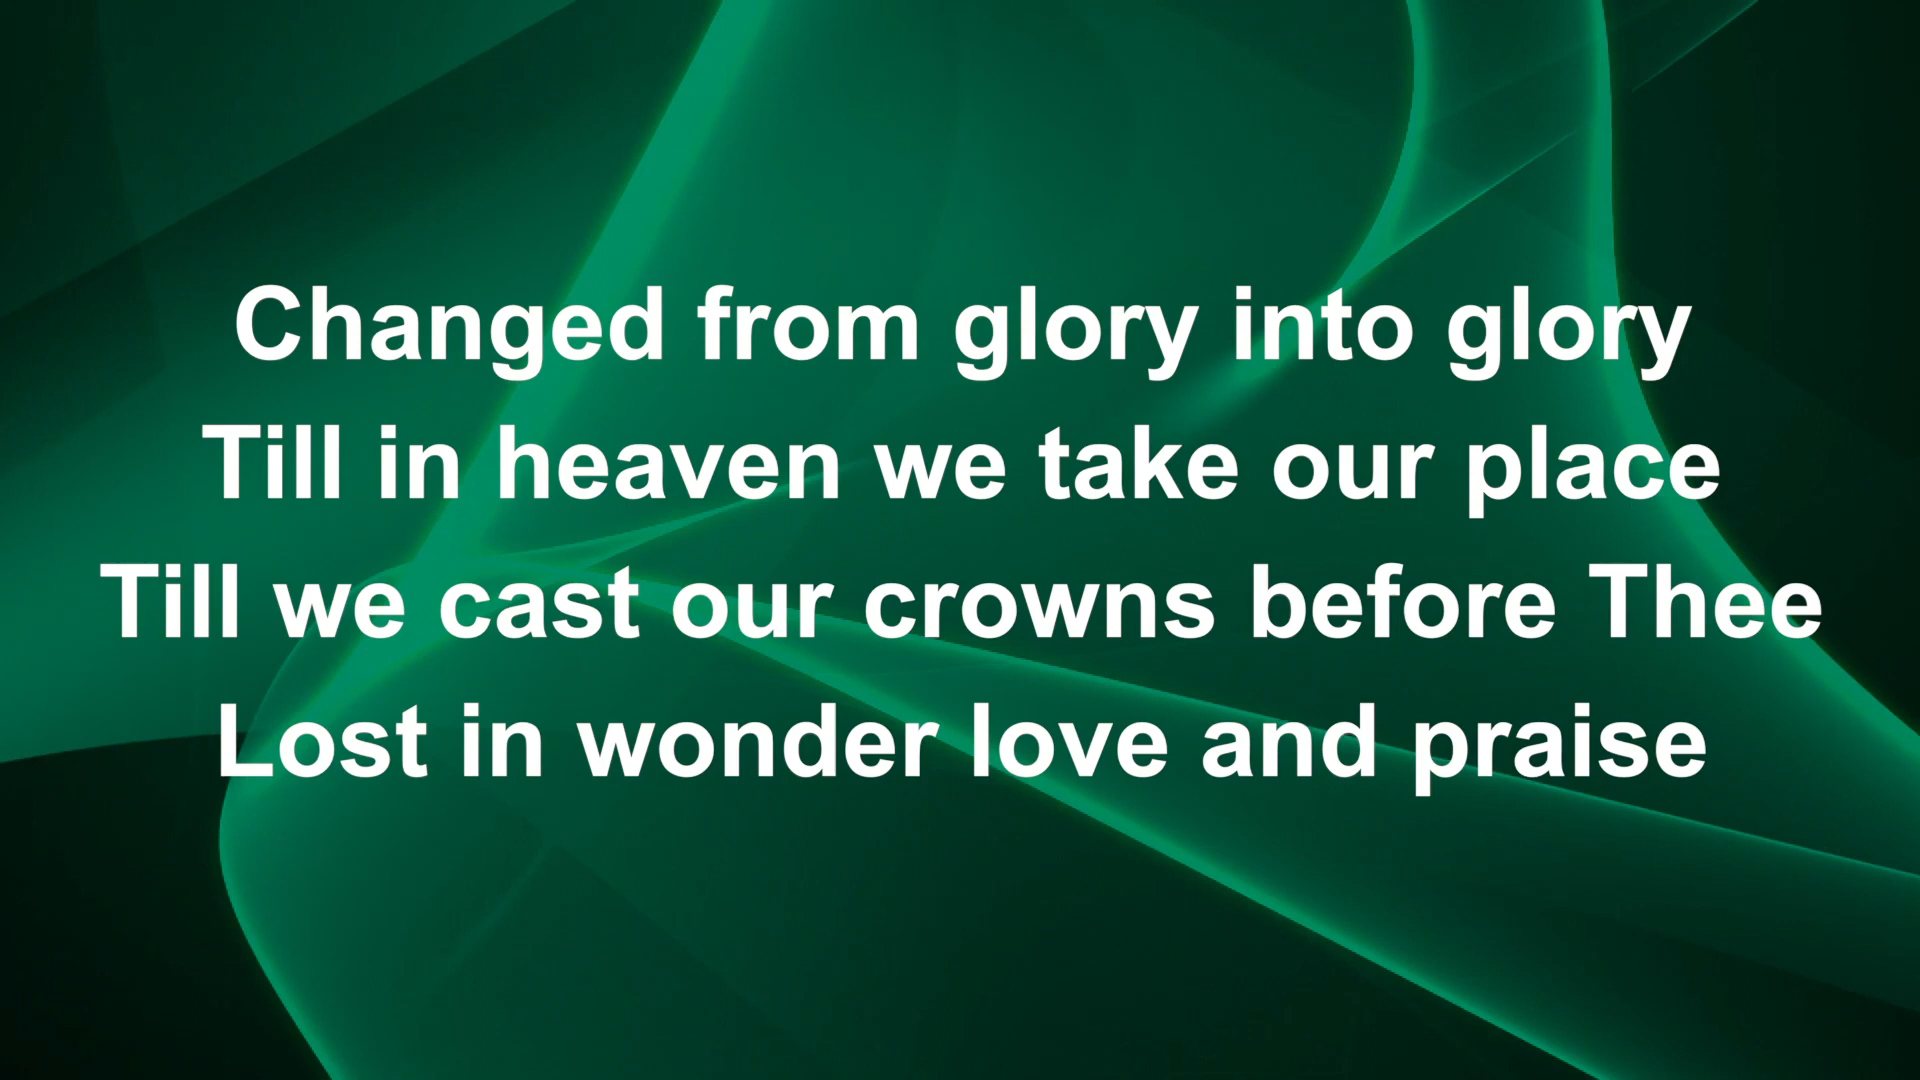 Changed from glory into glory
Till in heaven we take our place
Till we cast our crowns before Thee
Lost in wonder love and praise